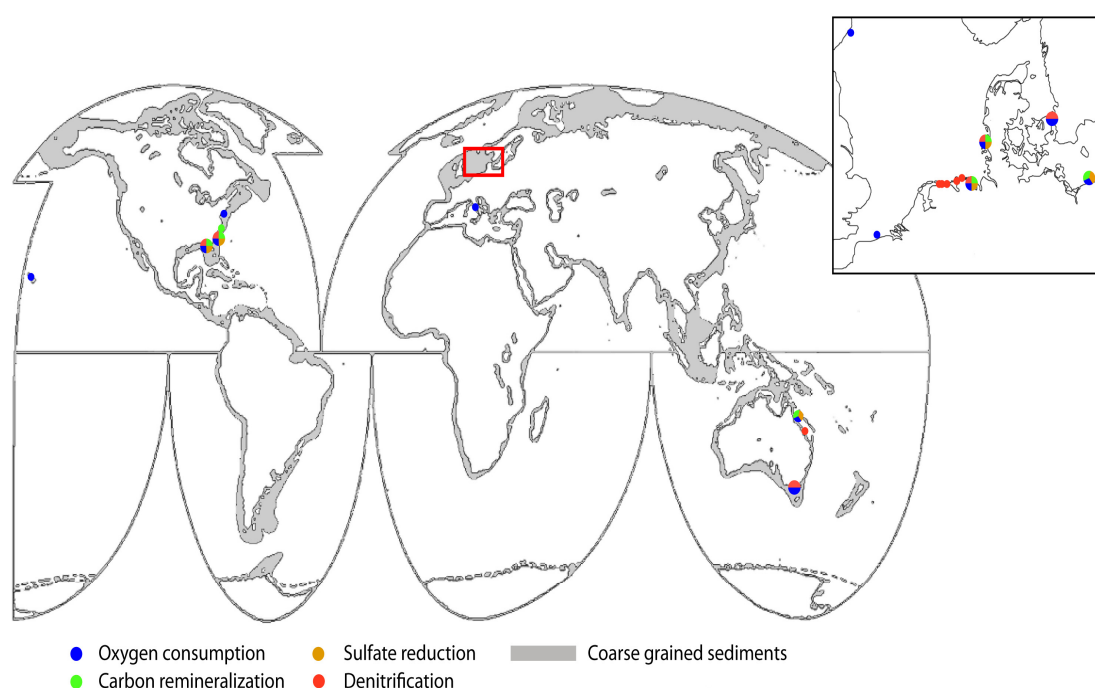 Oxygen consumption
Sulfate reduction
Coarse grained sediments
Carbon remineralization
Denitrification